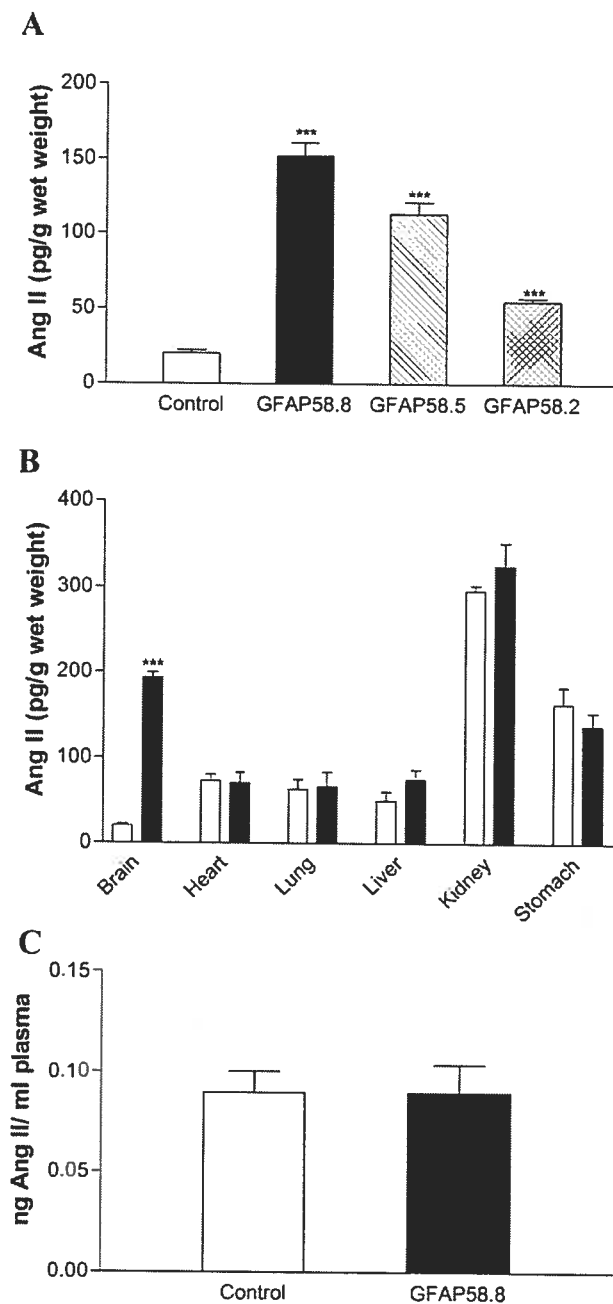 A
Ang II (pg/g wet weight)
200
150
100
50
0
***
***
***
Control GFAP58.8 GFAP58.5 GFAP58.2
B
Ang II (pg/g wet weight)
400
300
200
100
0
***
Brain Heart Lung Liver Kidney Stomach
C
ng Ang II/ ml plasma
0.15
0.10
0.05
0.00
Control GFAP58.8